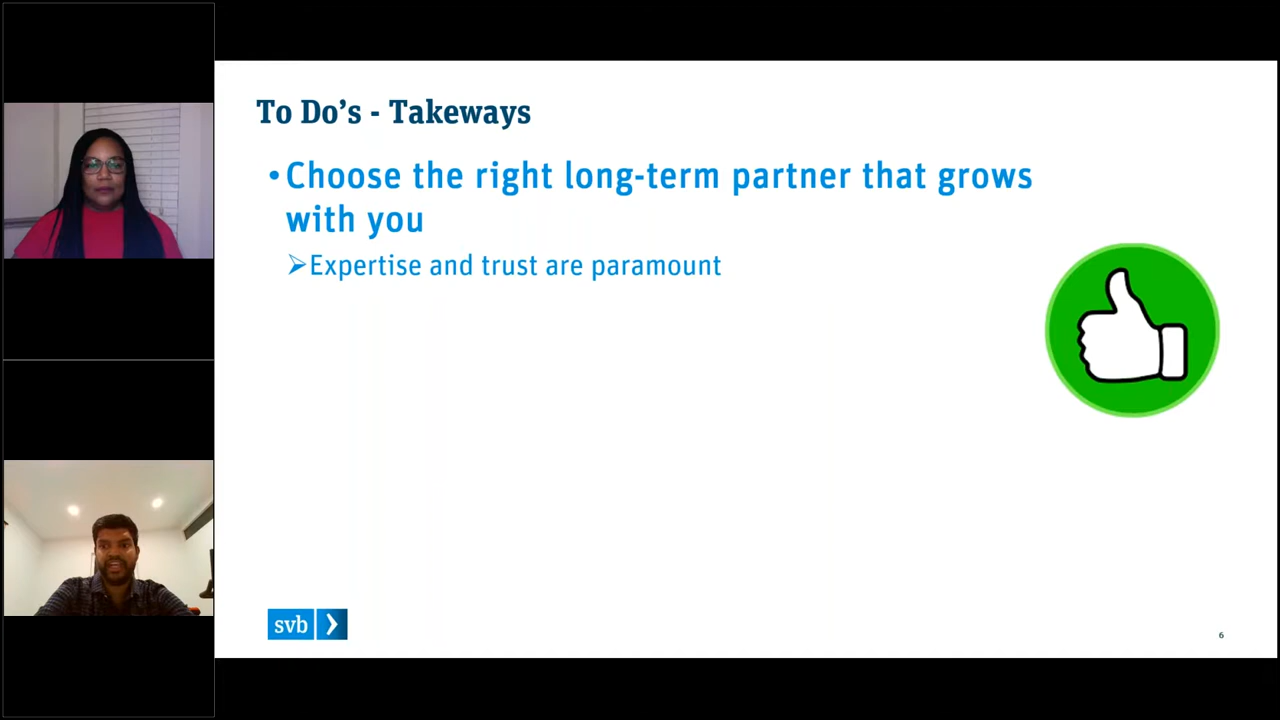 To Do’s - Takeways
• Choose the right long-term partner that grows
with you
➢Expertise and trust are paramount
svb
6